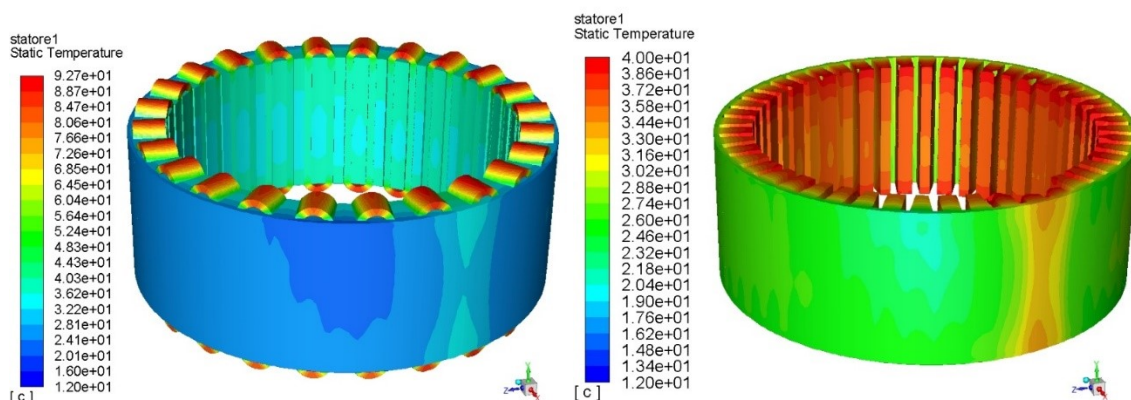 statore1
Static Temperature
9.27e+01
8.87e+01
8.47e+01
8.06e+01
7.66e+01
7.26e+01
6.85e+01
6.45e+01
6.05e+01
5.64e+01
5.24e+01
4.83e+01
4.43e+01
4.03e+01
3.62e+01
3.22e+01
2.81e+01
2.41e+01
2.01e+01
1.60e+01
1.20e+01
[ c ]
Y
Z
X
statore1
Static Temperature
4.00e+01
3.86e+01
3.72e+01
3.58e+01
3.44e+01
3.30e+01
3.16e+01
3.02e+01
2.88e+01
2.74e+01
2.60e+01
2.46e+01
2.32e+01
2.18e+01
2.04e+01
1.90e+01
1.76e+01
1.62e+01
1.48e+01
1.34e+01
1.20e+01
[ c ]
Y
Z
X